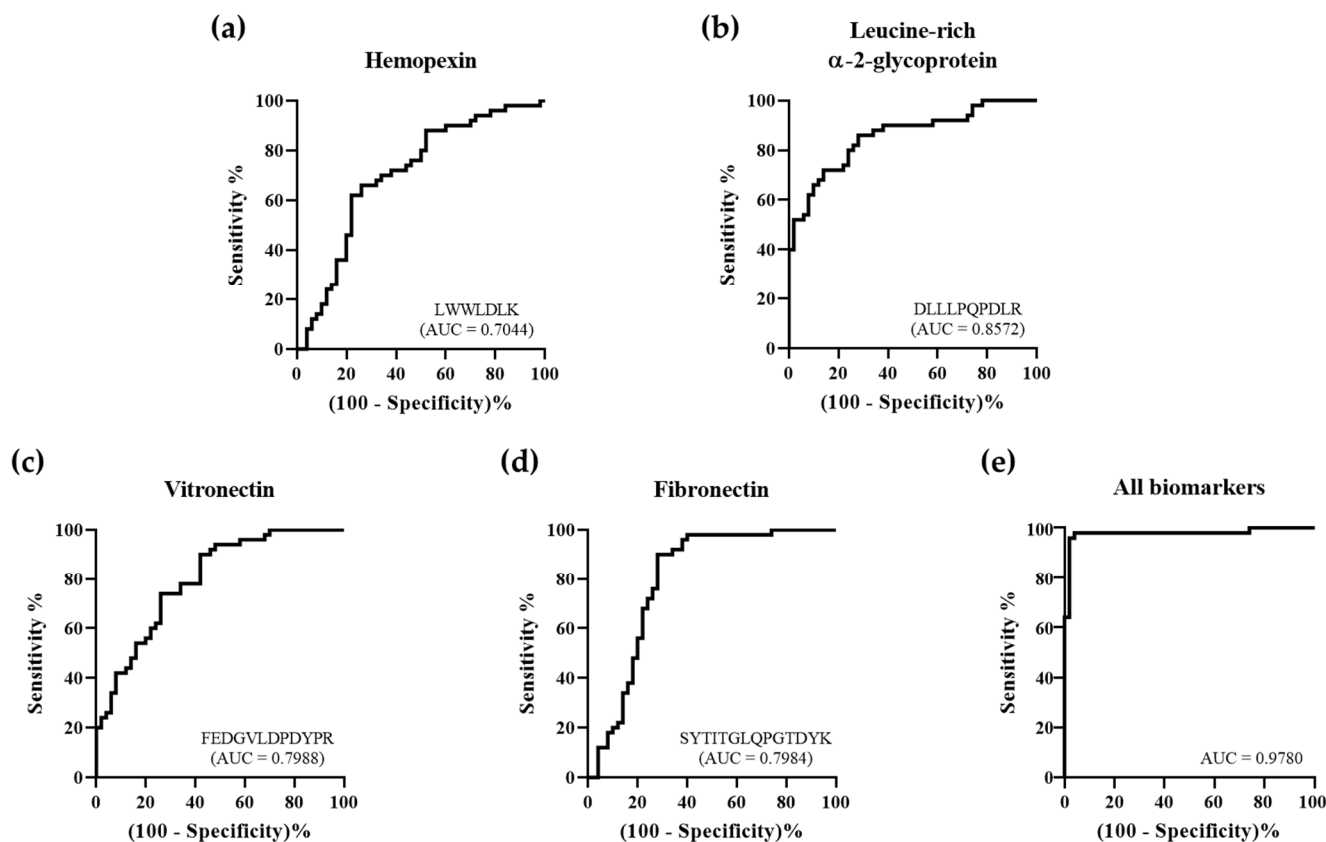 (a)
Hemopexin
100
80
60
40
20
0
Sensitivity %
LWWLDLK
(AUC = 0.7044)
0 20 40 60 80 100
(100 - Specificity)%
(b)
Leucine-rich
α-2-glycoprotein
100
80
60
40
20
0
Sensitivity %
DLLLPQPDLR
(AUC = 0.8572)
0 20 40 60 80 100
(100 - Specificity)%
(c)
Vitronectin
100
80
60
40
20
0
Sensitivity %
FEDGVLDPDYPR
(AUC = 0.7988)
0 20 40 60 80 100
(100 - Specificity)%
(d)
Fibronectin
100
80
60
40
20
0
Sensitivity %
SYTITGLQPGTDYK
(AUC = 0.7984)
0 20 40 60 80 100
(100 - Specificity)%
(e)
All biomarkers
100
80
60
40
20
0
Sensitivity %
AUC = 0.9780
0 20 40 60 80 100
(100 - Specificity)%